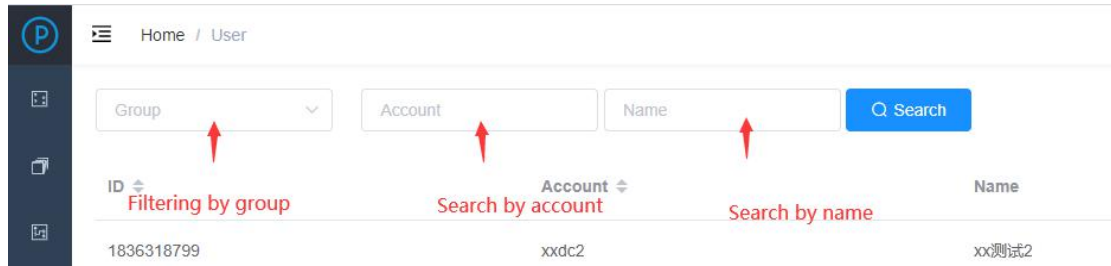 P
Home / User
Group
Account
Name
Search
ID
Account
Name
Filtering by group
Search by account
Search by name
1836318799
xxdc2
xx测试2